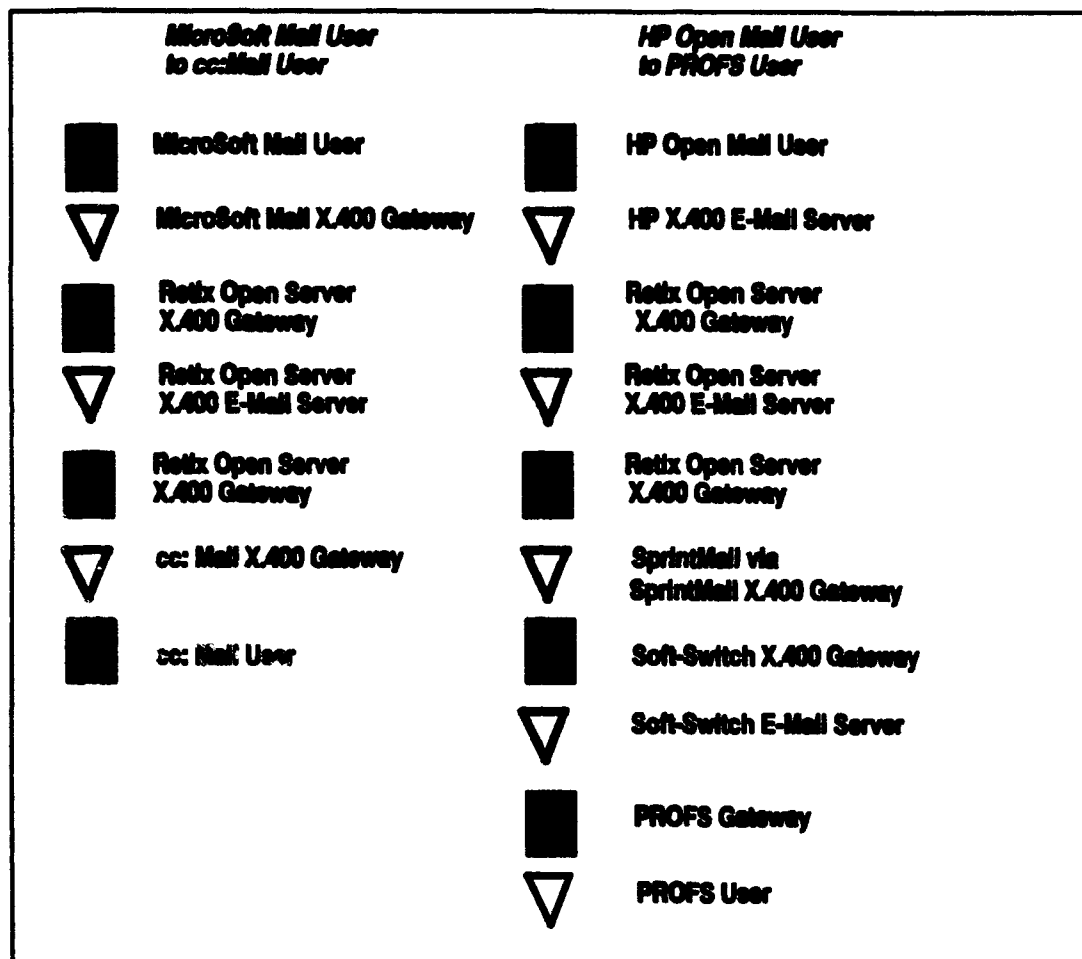 MicroSoft Mail User
to cc:Mail User
MicroSoft Mail User
MicroSoft Mail X.400 Gateway
Retix Open Server
X.400 Gateway
Retix Open Server
X.400 E-Mail Server
Retix Open Server
X.400 Gateway
cc: Mail X.400 Gateway
cc: Mail User
HP Open Mail User
to PROFS User
HP Open Mail User
HP X.400 E-Mail Server
Retix Open Server
X.400 Gateway
Retix Open Server
X.400 E-Mail Server
Retix Open Server
X.400 Gateway
SprintMail via
SprintMail X.400 Gateway
Soft-Switch X.400 Gateway
Soft-Switch E-Mail Server
PROFS Gateway
PROFS User